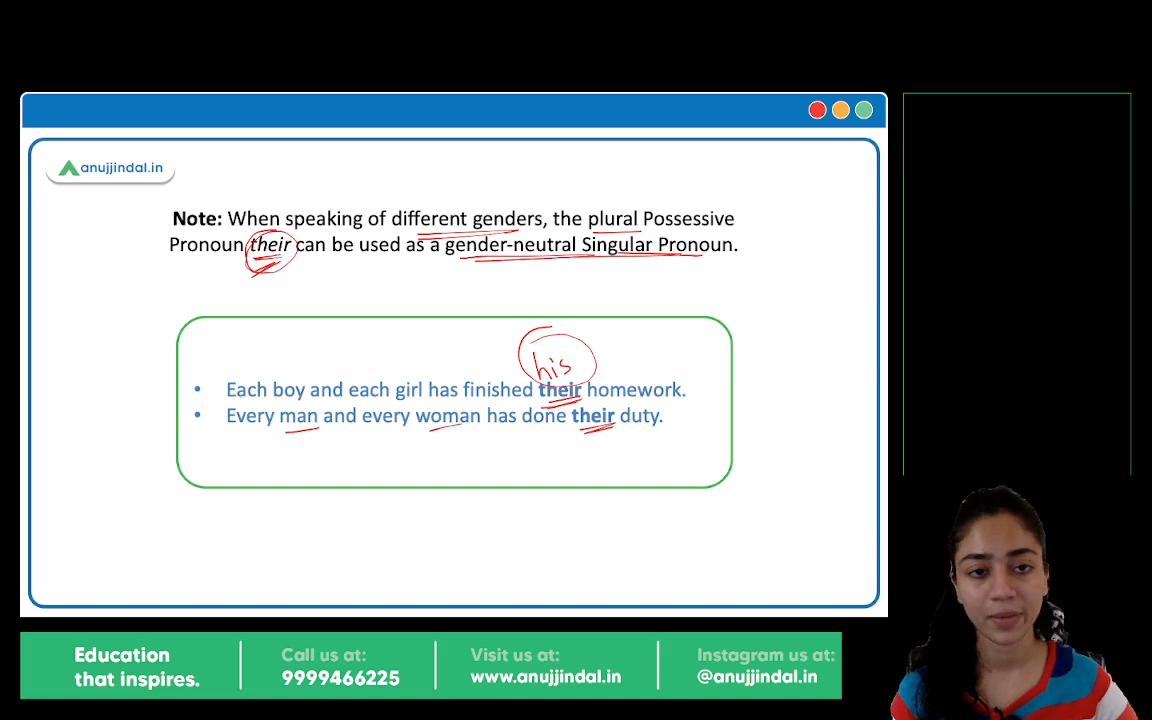 anujjindal.in
Note: When speaking of different genders, the plural Possessive
Pronoun their can be used as a gender-neutral Singular Pronoun.
his
• Each boy and each girl has finished their homework.
• Every man and every woman has done their duty.
Education
that inspires.
Call us at:
9999466225
Visit us at:
www.anujjindal.in
Instagram us at:
@anujjindal.in